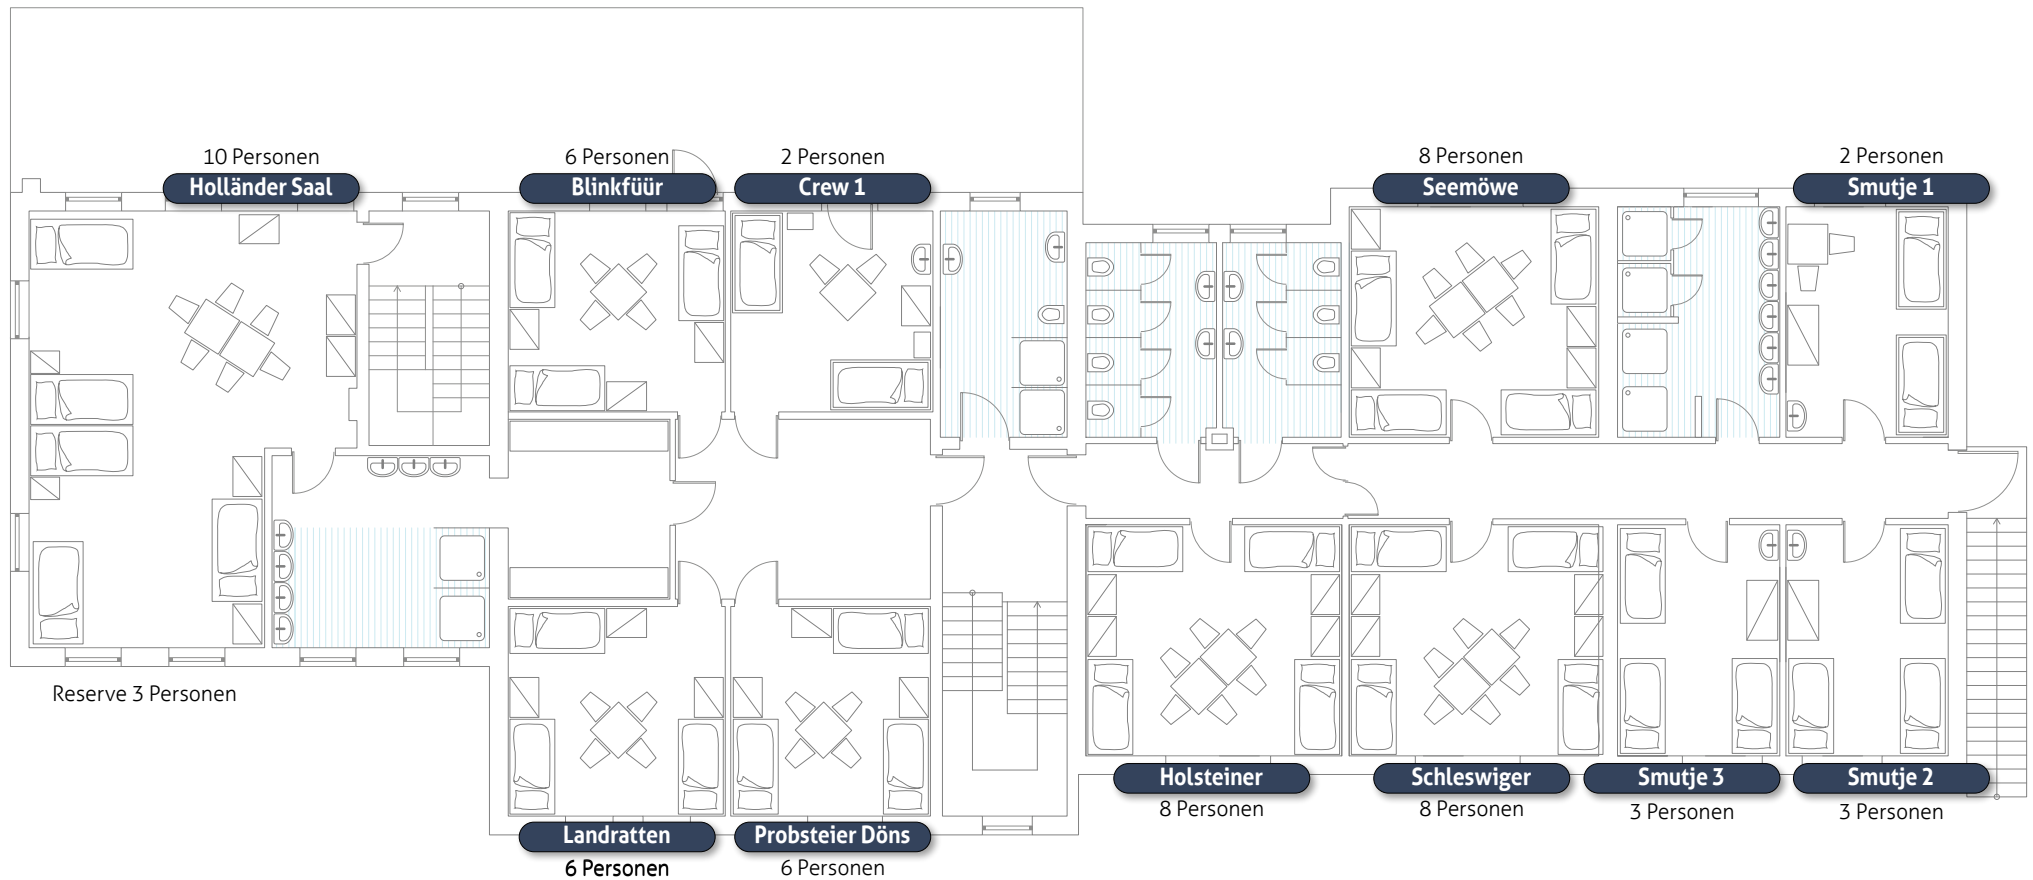 10 Personen
Holländer Saal
6 Personen
Blinkfüür
2 Personen
Crew 1
8 Personen
Seemöwe
2 Personen
Smutje 1
Reserve 3 Personen
Landratten
6 Personen
Probsteier Döns
6 Personen
Holsteiner
8 Personen
Schleswiger
8 Personen
Smutje 3
3 Personen
Smutje 2
3 Personen